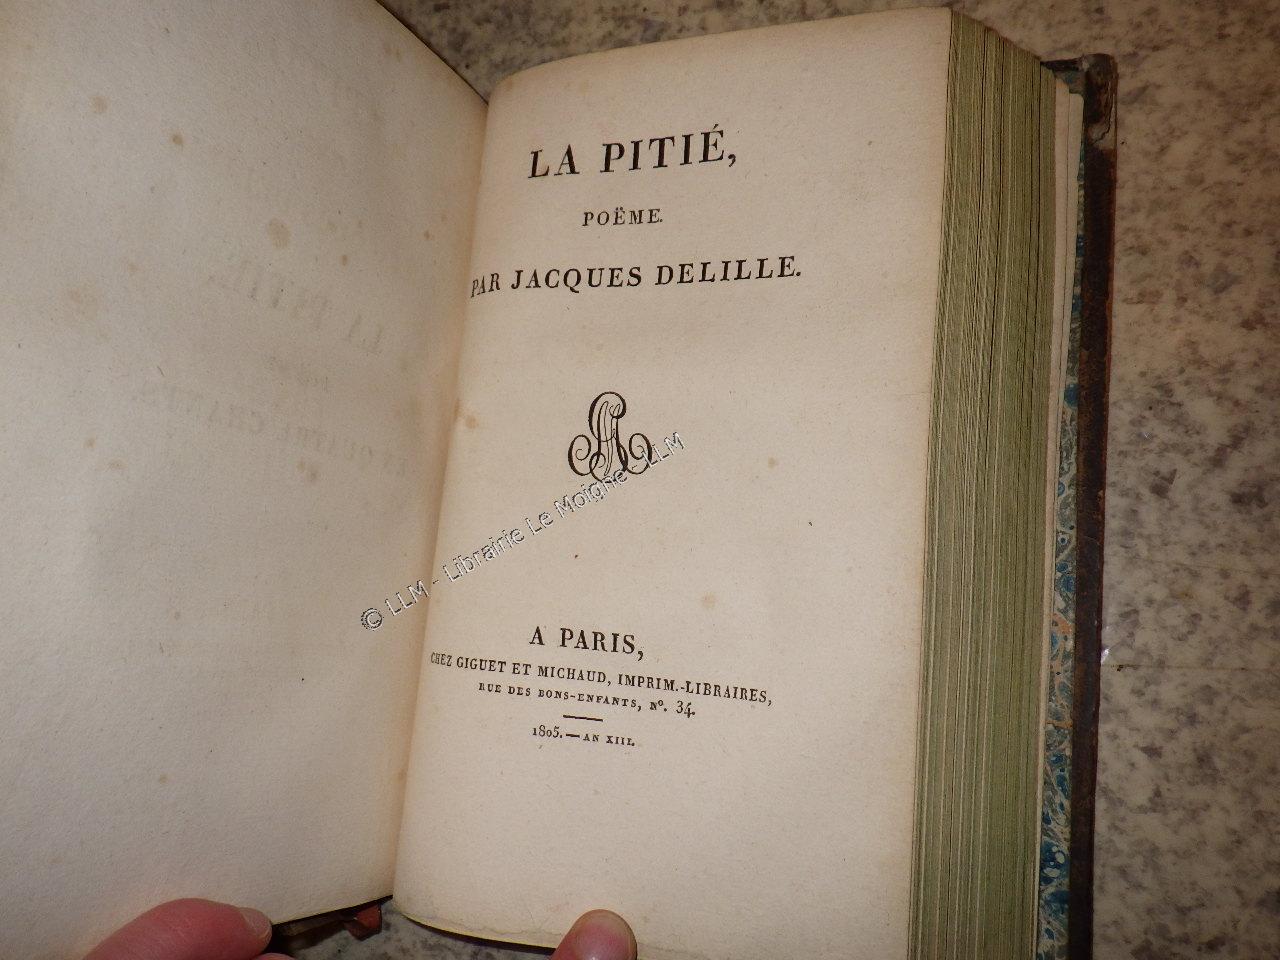 LA PITIÉ,
POËME.
PAR JACQUES DELILLE.
© LLM - Librairie Le Moigne - LLM
A PARIS,
CHEZ GIGUET ET MICHAUD, IMPRIM.-LIBRAIRES,
RUE DES BONS-ENFANTS, Nº. 34.
1805. — AN XIII.